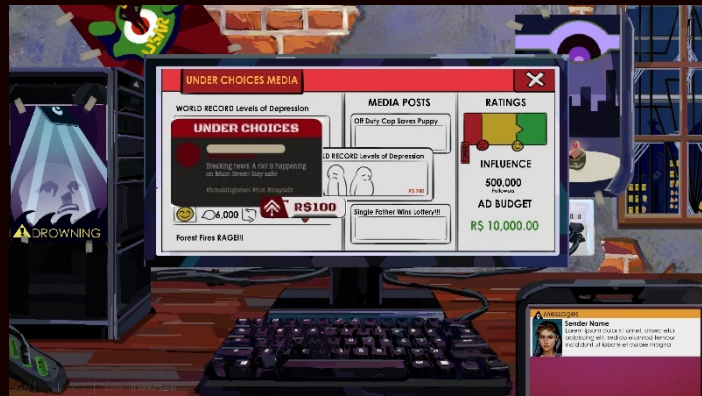 UNDER CHOICES MEDIA
X
WORLD RECORD Levels of Depression
UNDER CHOICES
Breaking news: A riot is happening
on Main Street! Stay safe!
#breakingnews #riot #staysafe
6,000
R$100
Forest Fires RAGE!!!
MEDIA POSTS
Off Duty Cop Saves Puppy
LD RECORD Levels of Depression
Single Father Wins Lottery!!!
RATINGS
INFLUENCE
500,000
Followers
AD BUDGET
R$ 10,000.00
DROWNING
Messages
Sender Name
Lorem ipsum dolor sit amet, consectetur
adipiscing elit, sed do eiusmod tempor
incididunt ut labore et dolore magna